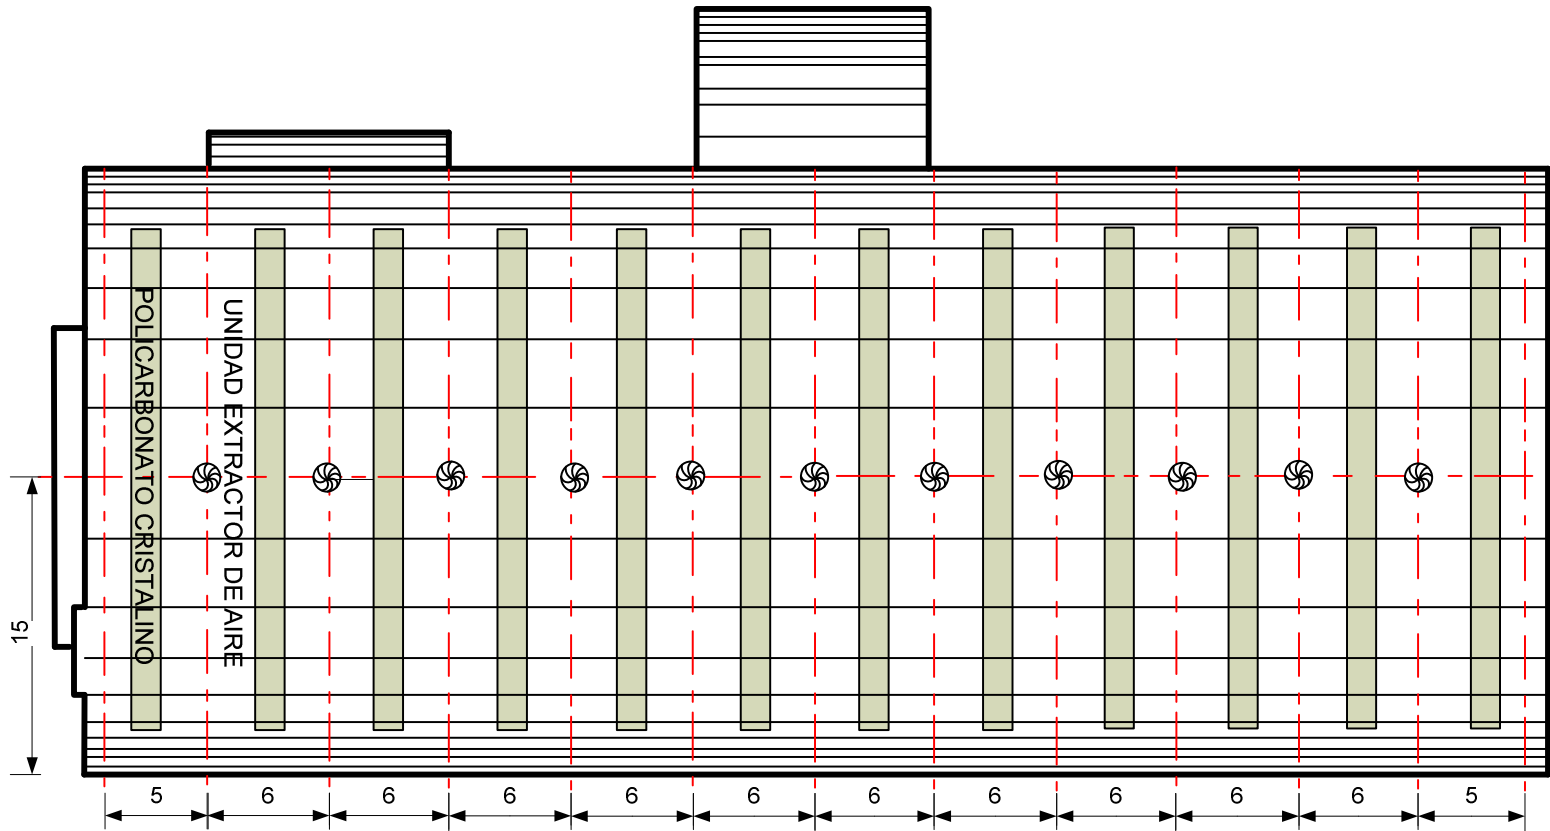 POLICARBONATO CRISTALINO
UNIDAD EXTRACTOR DE AIRE
15
5 6 6 6 6 6 6 6 6 6 6 5